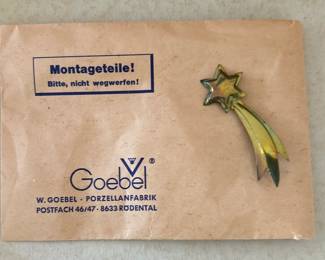 Montageteile!
Bitte, nicht wegwerfen!
Goebel ®
W. GOEBEL - PORZELLANFABRIK
POSTFACH 46/47 - 8633 RÖDENTAL